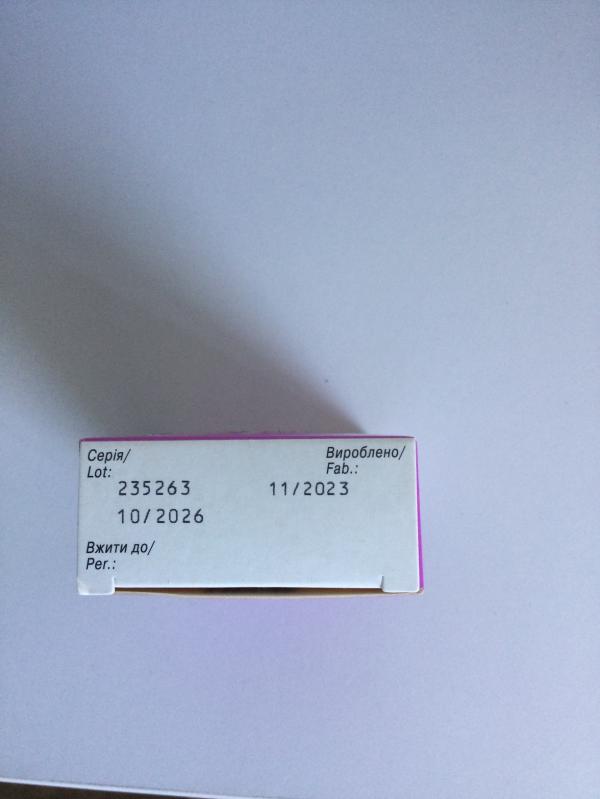 Серія/ Вироблено/
Lot: Fab.:
235263 11/2023
10/2026
Вжити до/
Per.: